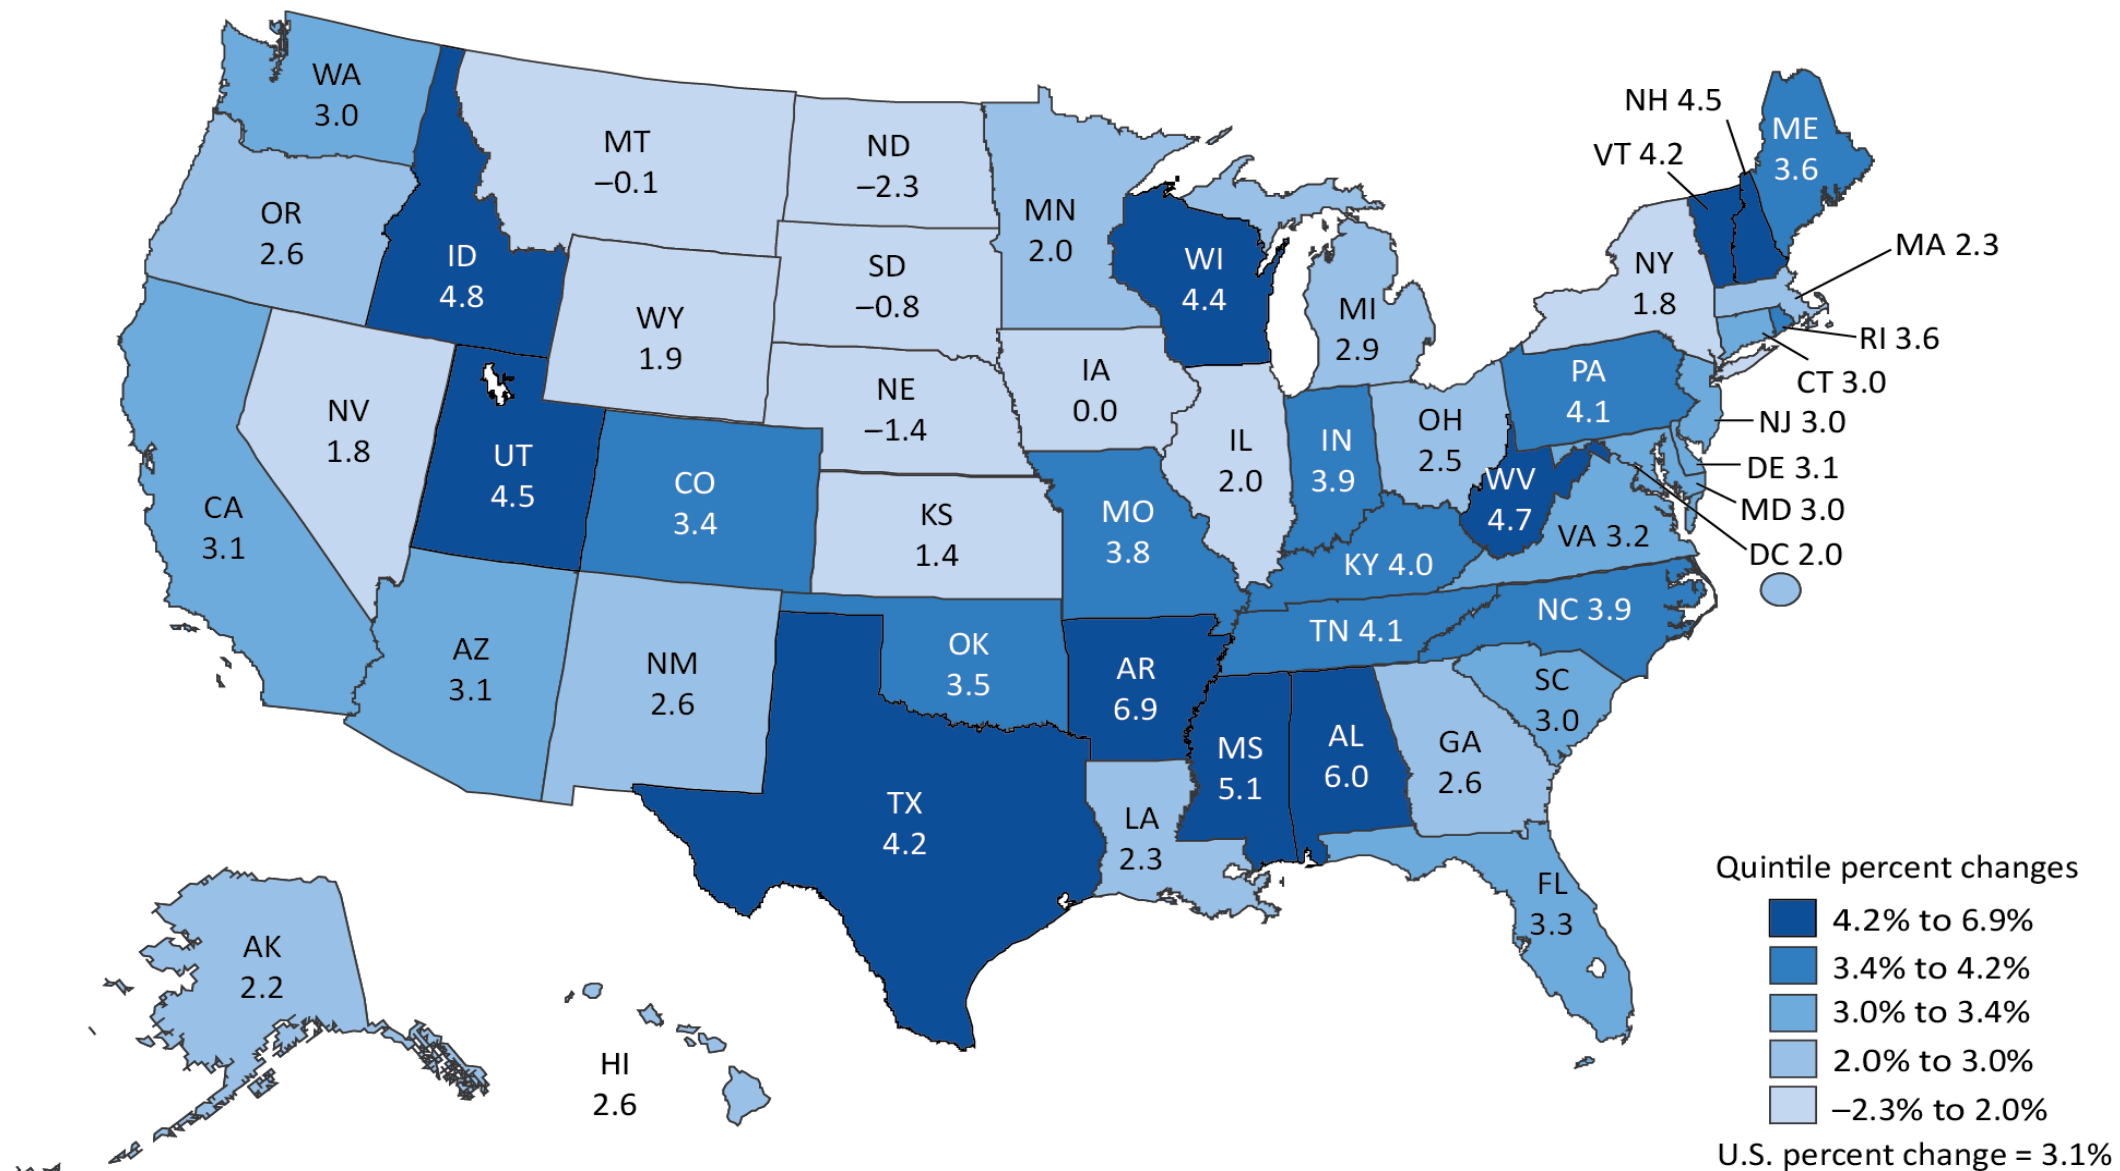 WA
3.0
MT
–0.1
ND
–2.3
OR
2.6
ID
4.8
WY
1.9
SD
–0.8
MN
2.0
WI
4.4
MI
2.9
NH 4.5
VT 4.2
ME
3.6
MA 2.3
NY
1.8
RI 3.6
CT 3.0
NJ 3.0
DE 3.1
MD 3.0
DC 2.0
PA
4.1
NE
–1.4
IA
0.0
IL
2.0
IN
3.9
OH
2.5
WV
4.7
VA 3.2
NV
1.8
UT
4.5
CO
3.4
KS
1.4
MO
3.8
KY 4.0
CA
3.1
AZ
3.1
NM
2.6
OK
3.5
AR
6.9
TN 4.1
NC 3.9
SC
3.0
MS
5.1
AL
6.0
GA
2.6
TX
4.2
LA
2.3
FL
3.3
AK
2.2
HI
2.6
Quintile percent changes
4.2% to 6.9%
3.4% to 4.2%
3.0% to 3.4%
2.0% to 3.0%
–2.3% to 2.0%
U.S. percent change = 3.1%